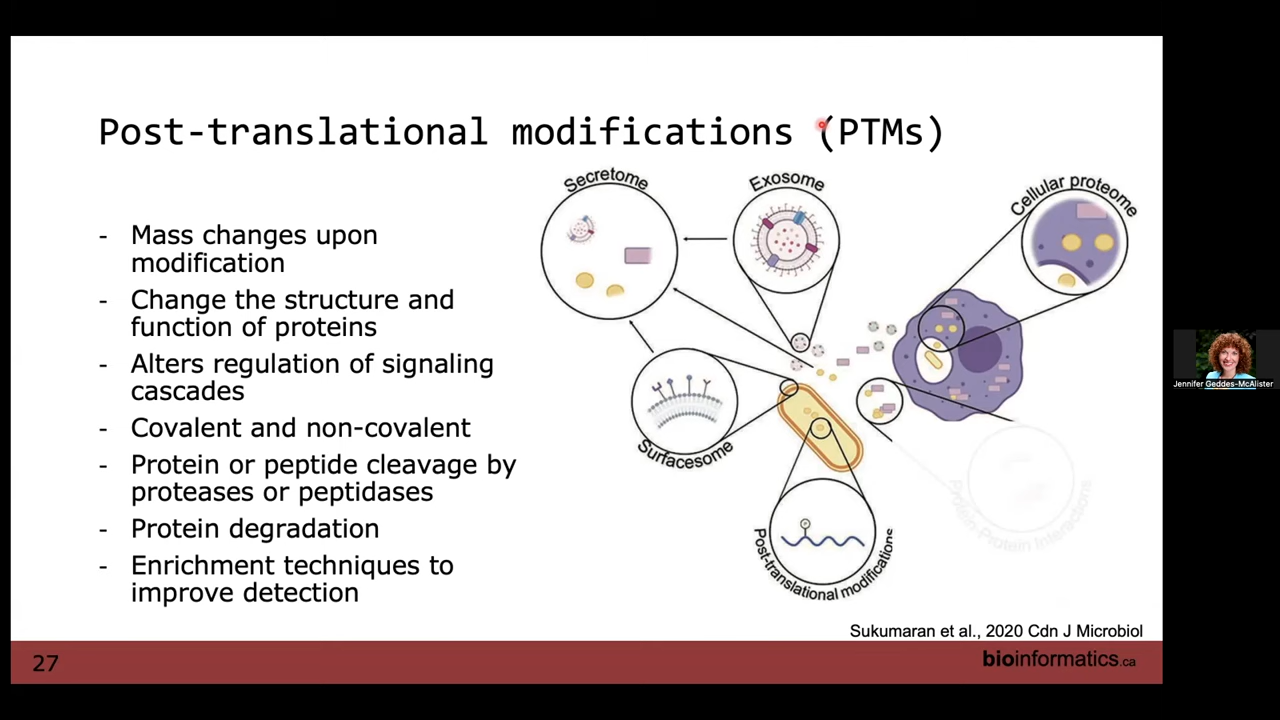 Post-translational modifications (PTMs)
- Mass changes upon
modification
- Change the structure and
function of proteins
- Alters regulation of signaling
cascades
- Covalent and non-covalent
- Protein or peptide cleavage by
proteases or peptidases
- Protein degradation
- Enrichment techniques to
improve detection
Secretome
Exosome
Cellular proteome
Surfacesome
Protein-Protein Interactions
Post-translational modifications
P
Sukumaran et al., 2020 Cdn J Microbiol
27
bioinformatics.ca
Jennifer Geddes-McAlister